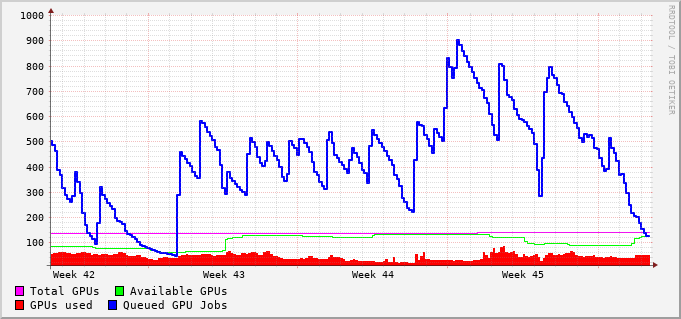 1000
900
800
700
600
500
400
300
200
100
Week 42 Week 43 Week 44 Week 45
Total GPUs Available GPUs
GPUs used Queued GPU Jobs
RRDTOOL / TOBI OETIKER